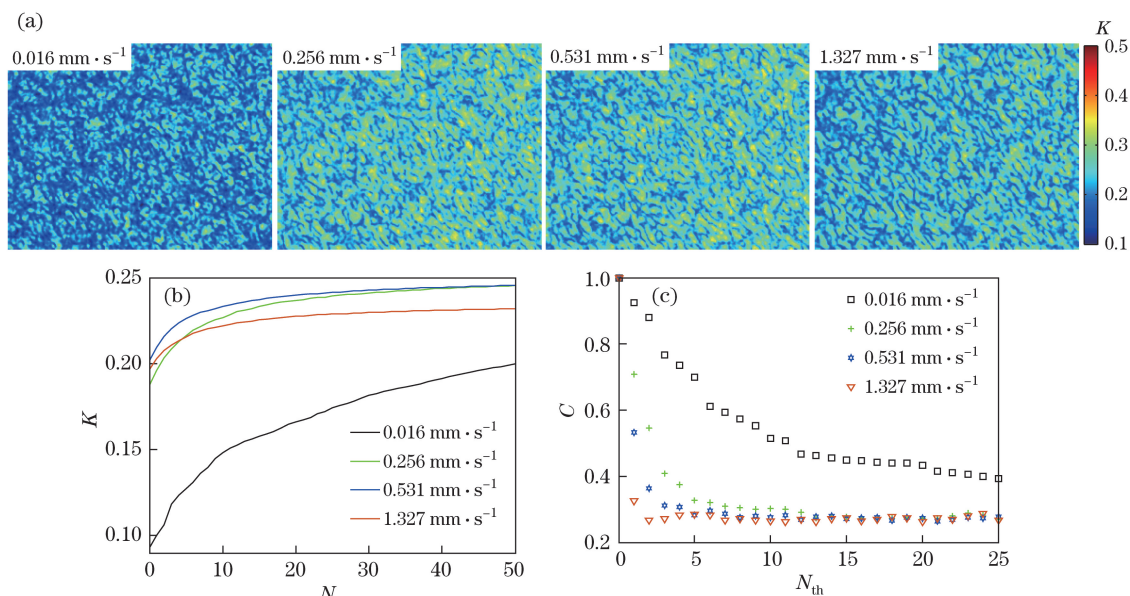 (a)
0.016 mm·s⁻¹
0.256 mm·s⁻¹
0.531 mm·s⁻¹
1.327 mm·s⁻¹
K
0.5
0.4
0.3
0.2
0.1
(b)
0.25
0.20
0.15
0.10
K
0.016 mm·s⁻¹
0.256 mm·s⁻¹
0.531 mm·s⁻¹
1.327 mm·s⁻¹
0 10 20 30 40 50
N
(c)
1.0
0.8
0.6
0.4
0.2
C
0.016 mm·s⁻¹
0.256 mm·s⁻¹
0.531 mm·s⁻¹
1.327 mm·s⁻¹
0 5 10 15 20 25
Nth